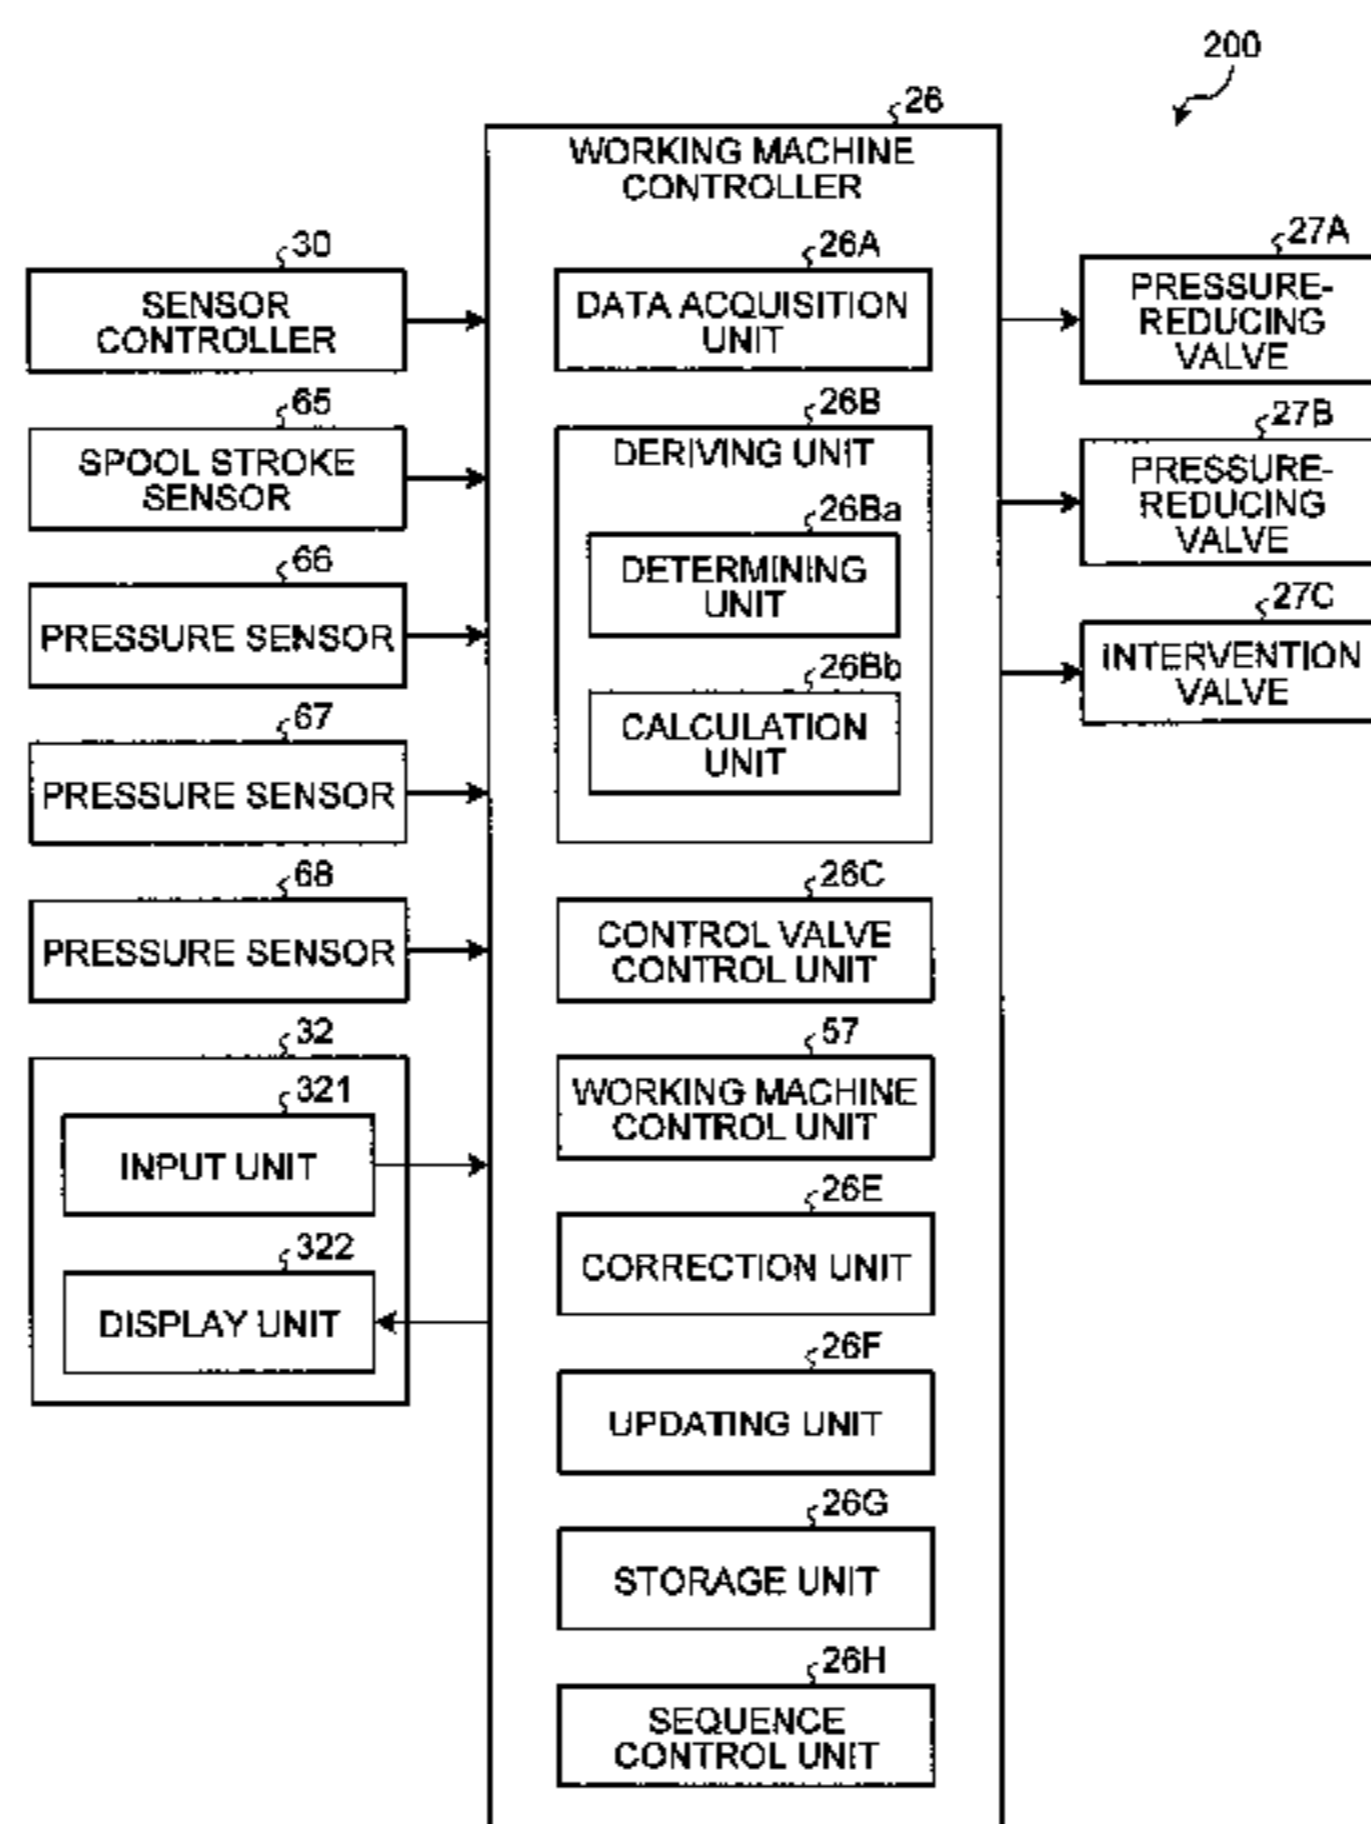 200
26
WORKING MACHINE
CONTROLLER
30
SENSOR
CONTROLLER
65
SPOOL STROKE
SENSOR
66
PRESSURE SENSOR
67
PRESSURE SENSOR
68
PRESSURE SENSOR
32
321
INPUT UNIT
322
DISPLAY UNIT
26A
DATA ACQUISITION
UNIT
26B
DERIVING UNIT
26Ba
DETERMINING
UNIT
26Bb
CALCULATION
UNIT
26C
CONTROL VALVE
CONTROL UNIT
57
WORKING MACHINE
CONTROL UNIT
26E
CORRECTION UNIT
26F
UPDATING UNIT
26G
STORAGE UNIT
26H
SEQUENCE
CONTROL UNIT
27A
PRESSURE-
REDUCING
VALVE
27B
PRESSURE-
REDUCING
VALVE
27C
INTERVENTION
VALVE